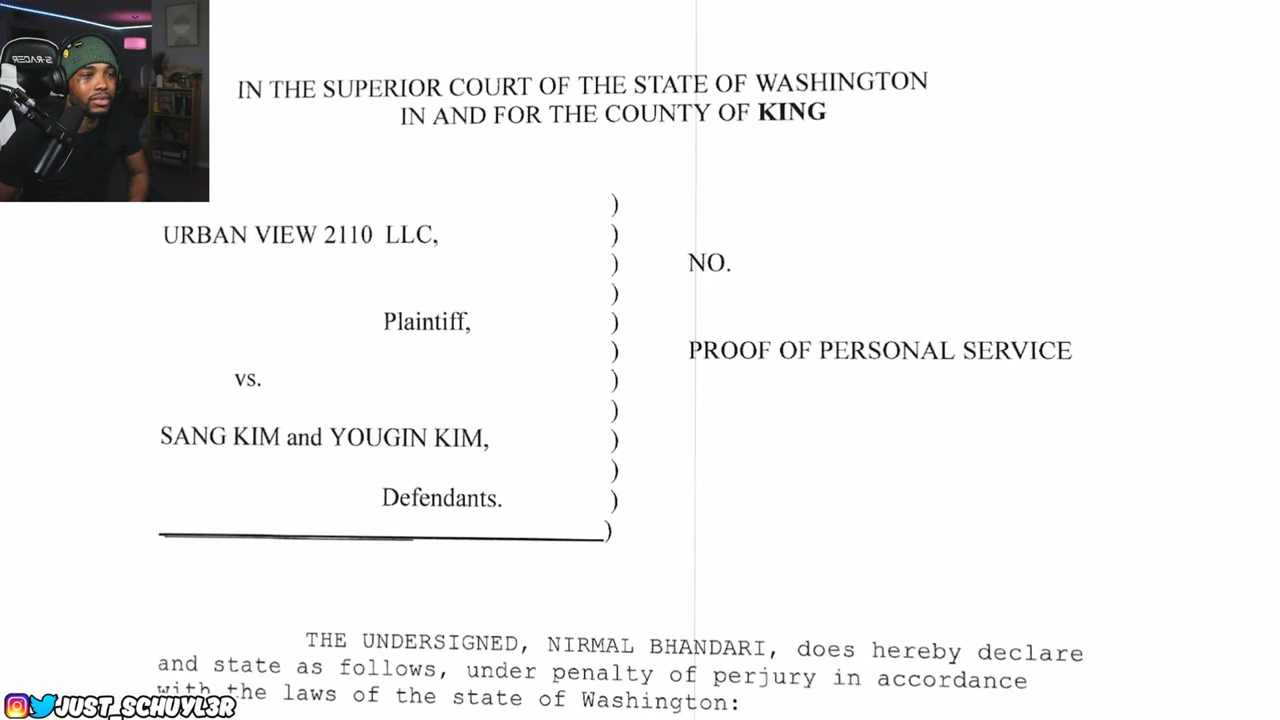 IN THE SUPERIOR COURT OF THE STATE OF WASHINGTON
IN AND FOR THE COUNTY OF KING
)
URBAN VIEW 2110 LLC, )
) NO.
)
Plaintiff, )
) PROOF OF PERSONAL SERVICE
vs. )
)
SANG KIM and YOUGIN KIM, )
)
Defendants. )
)
THE UNDERSIGNED, NIRMAL BHANDARI, does hereby declare
and state as follows, under penalty of perjury in accordance
with the laws of the state of Washington:
JUST_SCHUYL3R
S-RACER